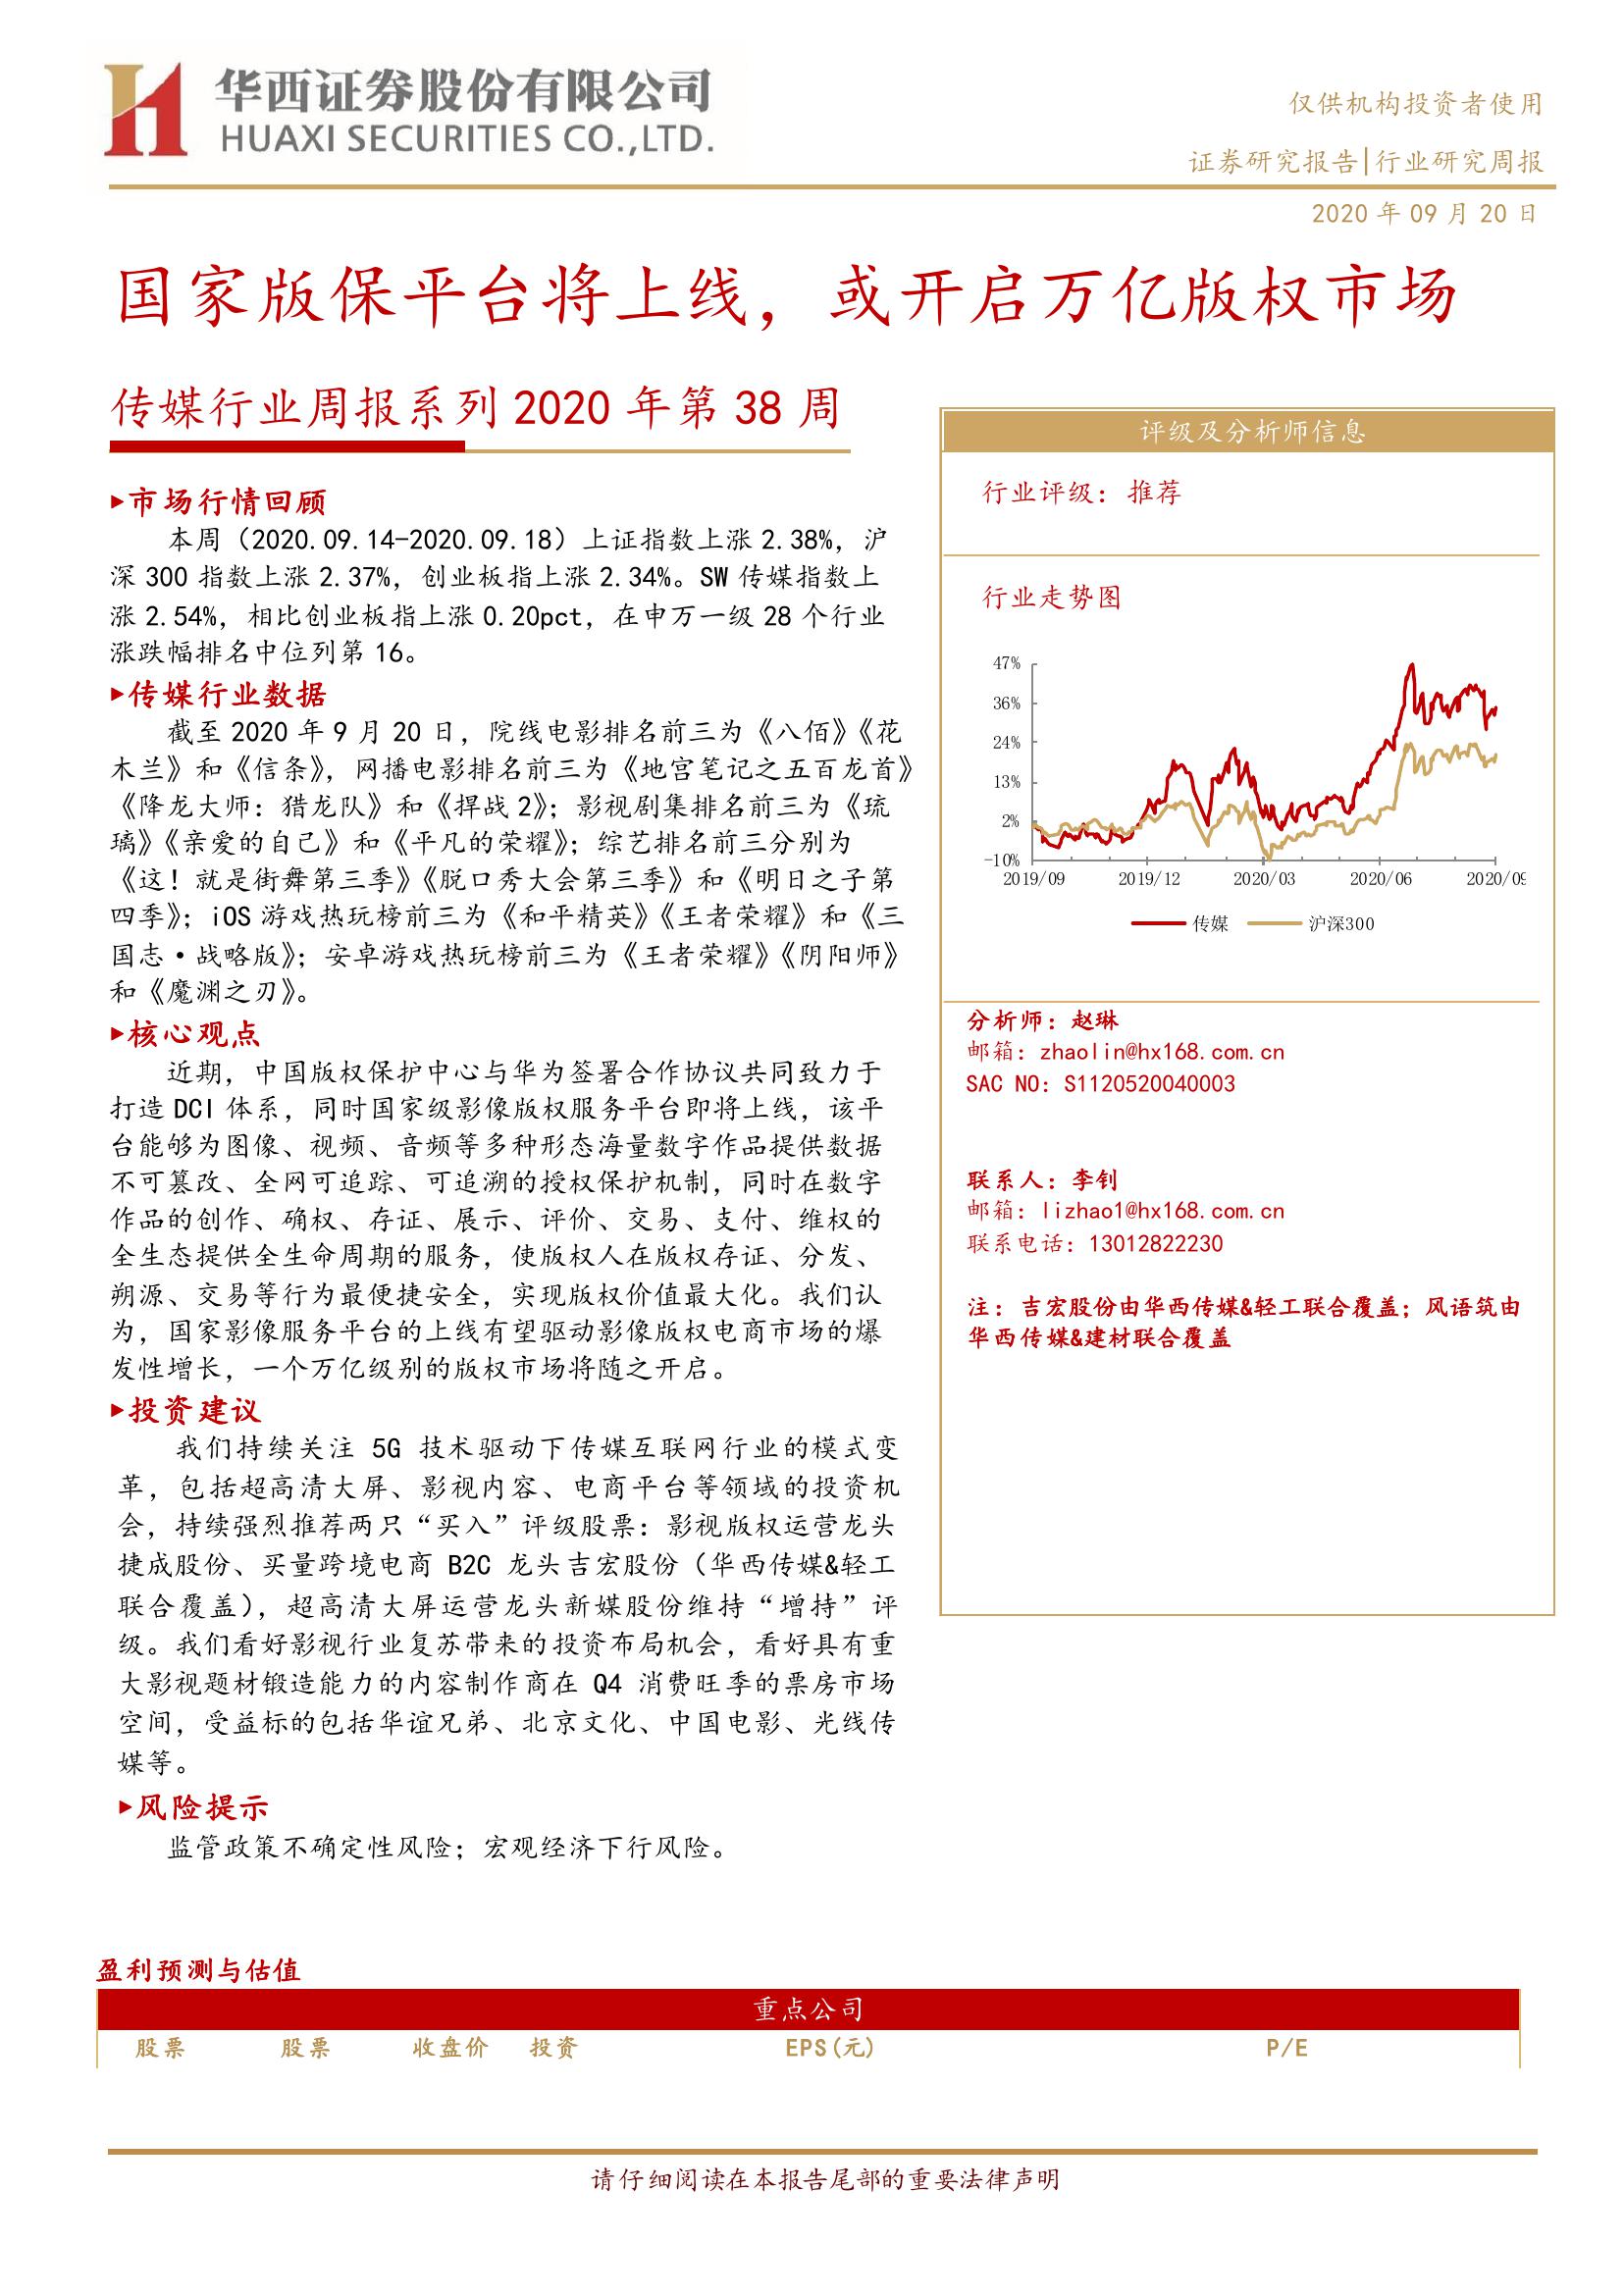 华西证券股份有限公司
HUAXI SECURITIES CO.,LTD.
仅供机构投资者使用
证券研究报告|行业研究周报
2020 年 09 月 20 日
国家版保平台将上线，或开启万亿版权市场
传媒行业周报系列 2020 年第 38 周
▸市场行情回顾
本周（2020.09.14-2020.09.18）上证指数上涨 2.38%，沪
深 300 指数上涨 2.37%，创业板指上涨 2.34%。SW 传媒指数上
涨 2.54%，相比创业板指上涨 0.20pct，在申万一级 28 个行业
涨跌幅排名中位列第 16。
▸传媒行业数据
截至 2020 年 9 月 20 日，院线电影排名前三为《八佰》《花
木兰》和《信条》，网播电影排名前三为《地宫笔记之五百龙首》
《降龙大师：猎龙队》和《捍战 2》；影视剧集排名前三为《琉
璃》《亲爱的自己》和《平凡的荣耀》；综艺排名前三分别为
《这！就是街舞第三季》《脱口秀大会第三季》和《明日之子第
四季》；iOS 游戏热玩榜前三为《和平精英》《王者荣耀》和《三
国志·战略版》；安卓游戏热玩榜前三为《王者荣耀》《阴阳师》
和《魔渊之刃》。
▸核心观点
近期，中国版权保护中心与华为签署合作协议共同致力于
打造 DCI 体系，同时国家级影像版权服务平台即将上线，该平
台能够为图像、视频、音频等多种形态海量数字作品提供数据
不可篡改、全网可追踪、可追溯的授权保护机制，同时在数字
作品的创作、确权、存证、展示、评价、交易、支付、维权的
全生态提供全生命周期的服务，使版权人在版权存证、分发、
朔源、交易等行为最便捷安全，实现版权价值最大化。我们认
为，国家影像服务平台的上线有望驱动影像版权电商市场的爆
发性增长，一个万亿级别的版权市场将随之开启。
▸投资建议
我们持续关注 5G 技术驱动下传媒互联网行业的模式变
革，包括超高清大屏、影视内容、电商平台等领域的投资机
会，持续强烈推荐两只“买入”评级股票：影视版权运营龙头
捷成股份、买量跨境电商 B2C 龙头吉宏股份（华西传媒&轻工
联合覆盖），超高清大屏运营龙头新媒股份维持“增持”评
级。我们看好影视行业复苏带来的投资布局机会，看好具有重
大影视题材锻造能力的内容制作商在 Q4 消费旺季的票房市场
空间，受益标的包括华谊兄弟、北京文化、中国电影、光线传
媒等。
▸风险提示
监管政策不确定性风险；宏观经济下行风险。
评级及分析师信息
行业评级：推荐
行业走势图
47%
36%
24%
13%
2%
-10%
2019/09 2019/12 2020/03 2020/06 2020/09
传媒 沪深300
分析师：赵琳
邮箱：zhaolin@hx168.com.cn
SAC NO：S1120520040003
联系人：李钊
邮箱：lizhao1@hx168.com.cn
联系电话：13012822230
注：吉宏股份由华西传媒&轻工联合覆盖；风语筑由
华西传媒&建材联合覆盖
盈利预测与估值
重点公司
股票 股票 收盘价 投资 EPS(元) P/E
请仔细阅读在本报告尾部的重要法律声明